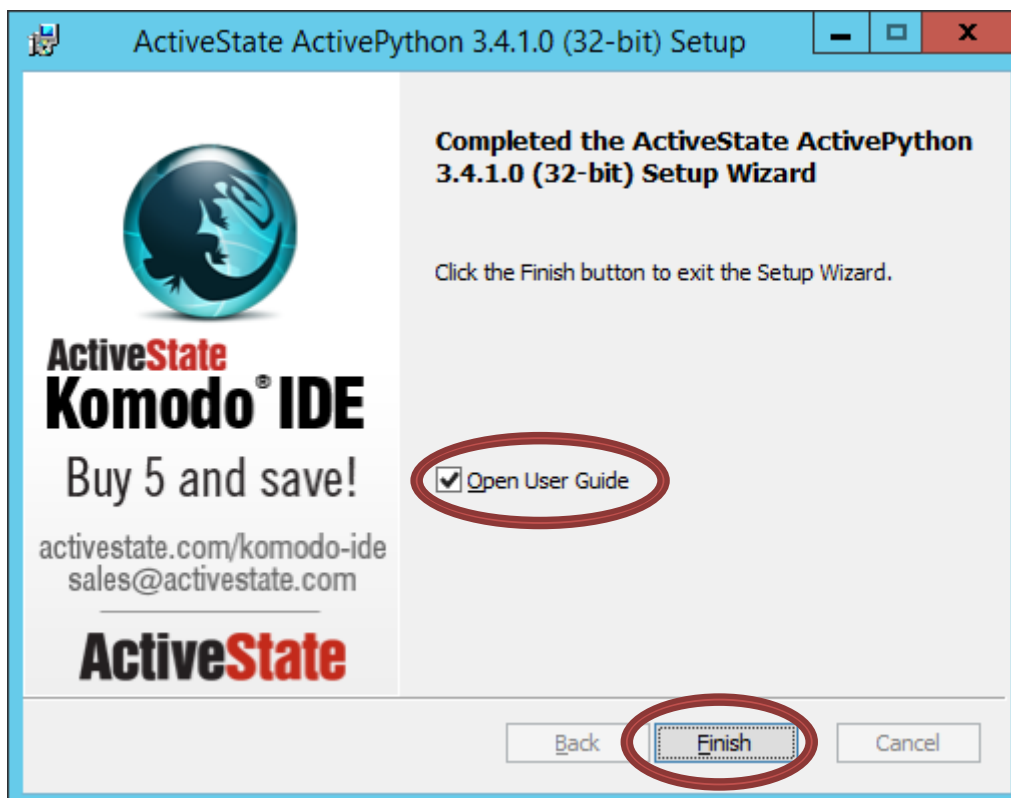 ActiveState ActivePython 3.4.1.0 (32-bit) Setup
Completed the ActiveState ActivePython
3.4.1.0 (32-bit) Setup Wizard
Click the Finish button to exit the Setup Wizard.
ActiveState
Komodo® IDE
Buy 5 and save!
activestate.com/komodo-ide
sales@activestate.com
ActiveState
Open User Guide
Back
Finish
Cancel